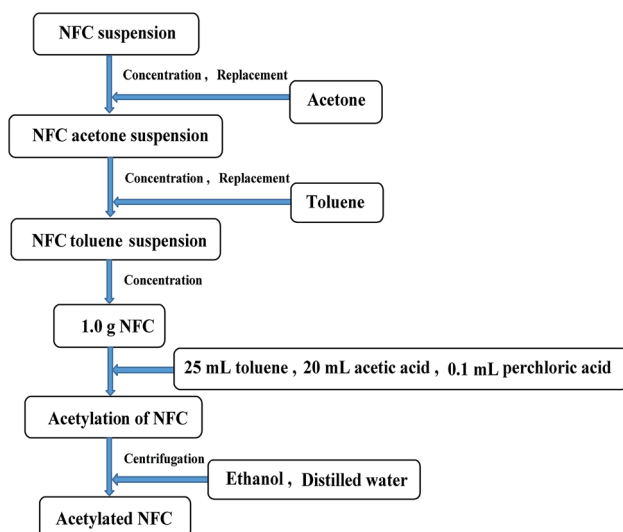 NFC suspension
Concentration , Replacement
Acetone
NFC acetone suspension
Concentration , Replacement
Toluene
NFC toluene suspension
Concentration
1.0 g NFC
25 mL toluene , 20 mL acetic acid , 0.1 mL perchloric acid
Acetylation of NFC
Centrifugation
Ethanol , Distilled water
Acetylated NFC